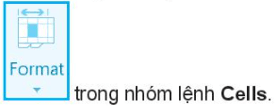 Format
trong nhóm lệnh Cells.